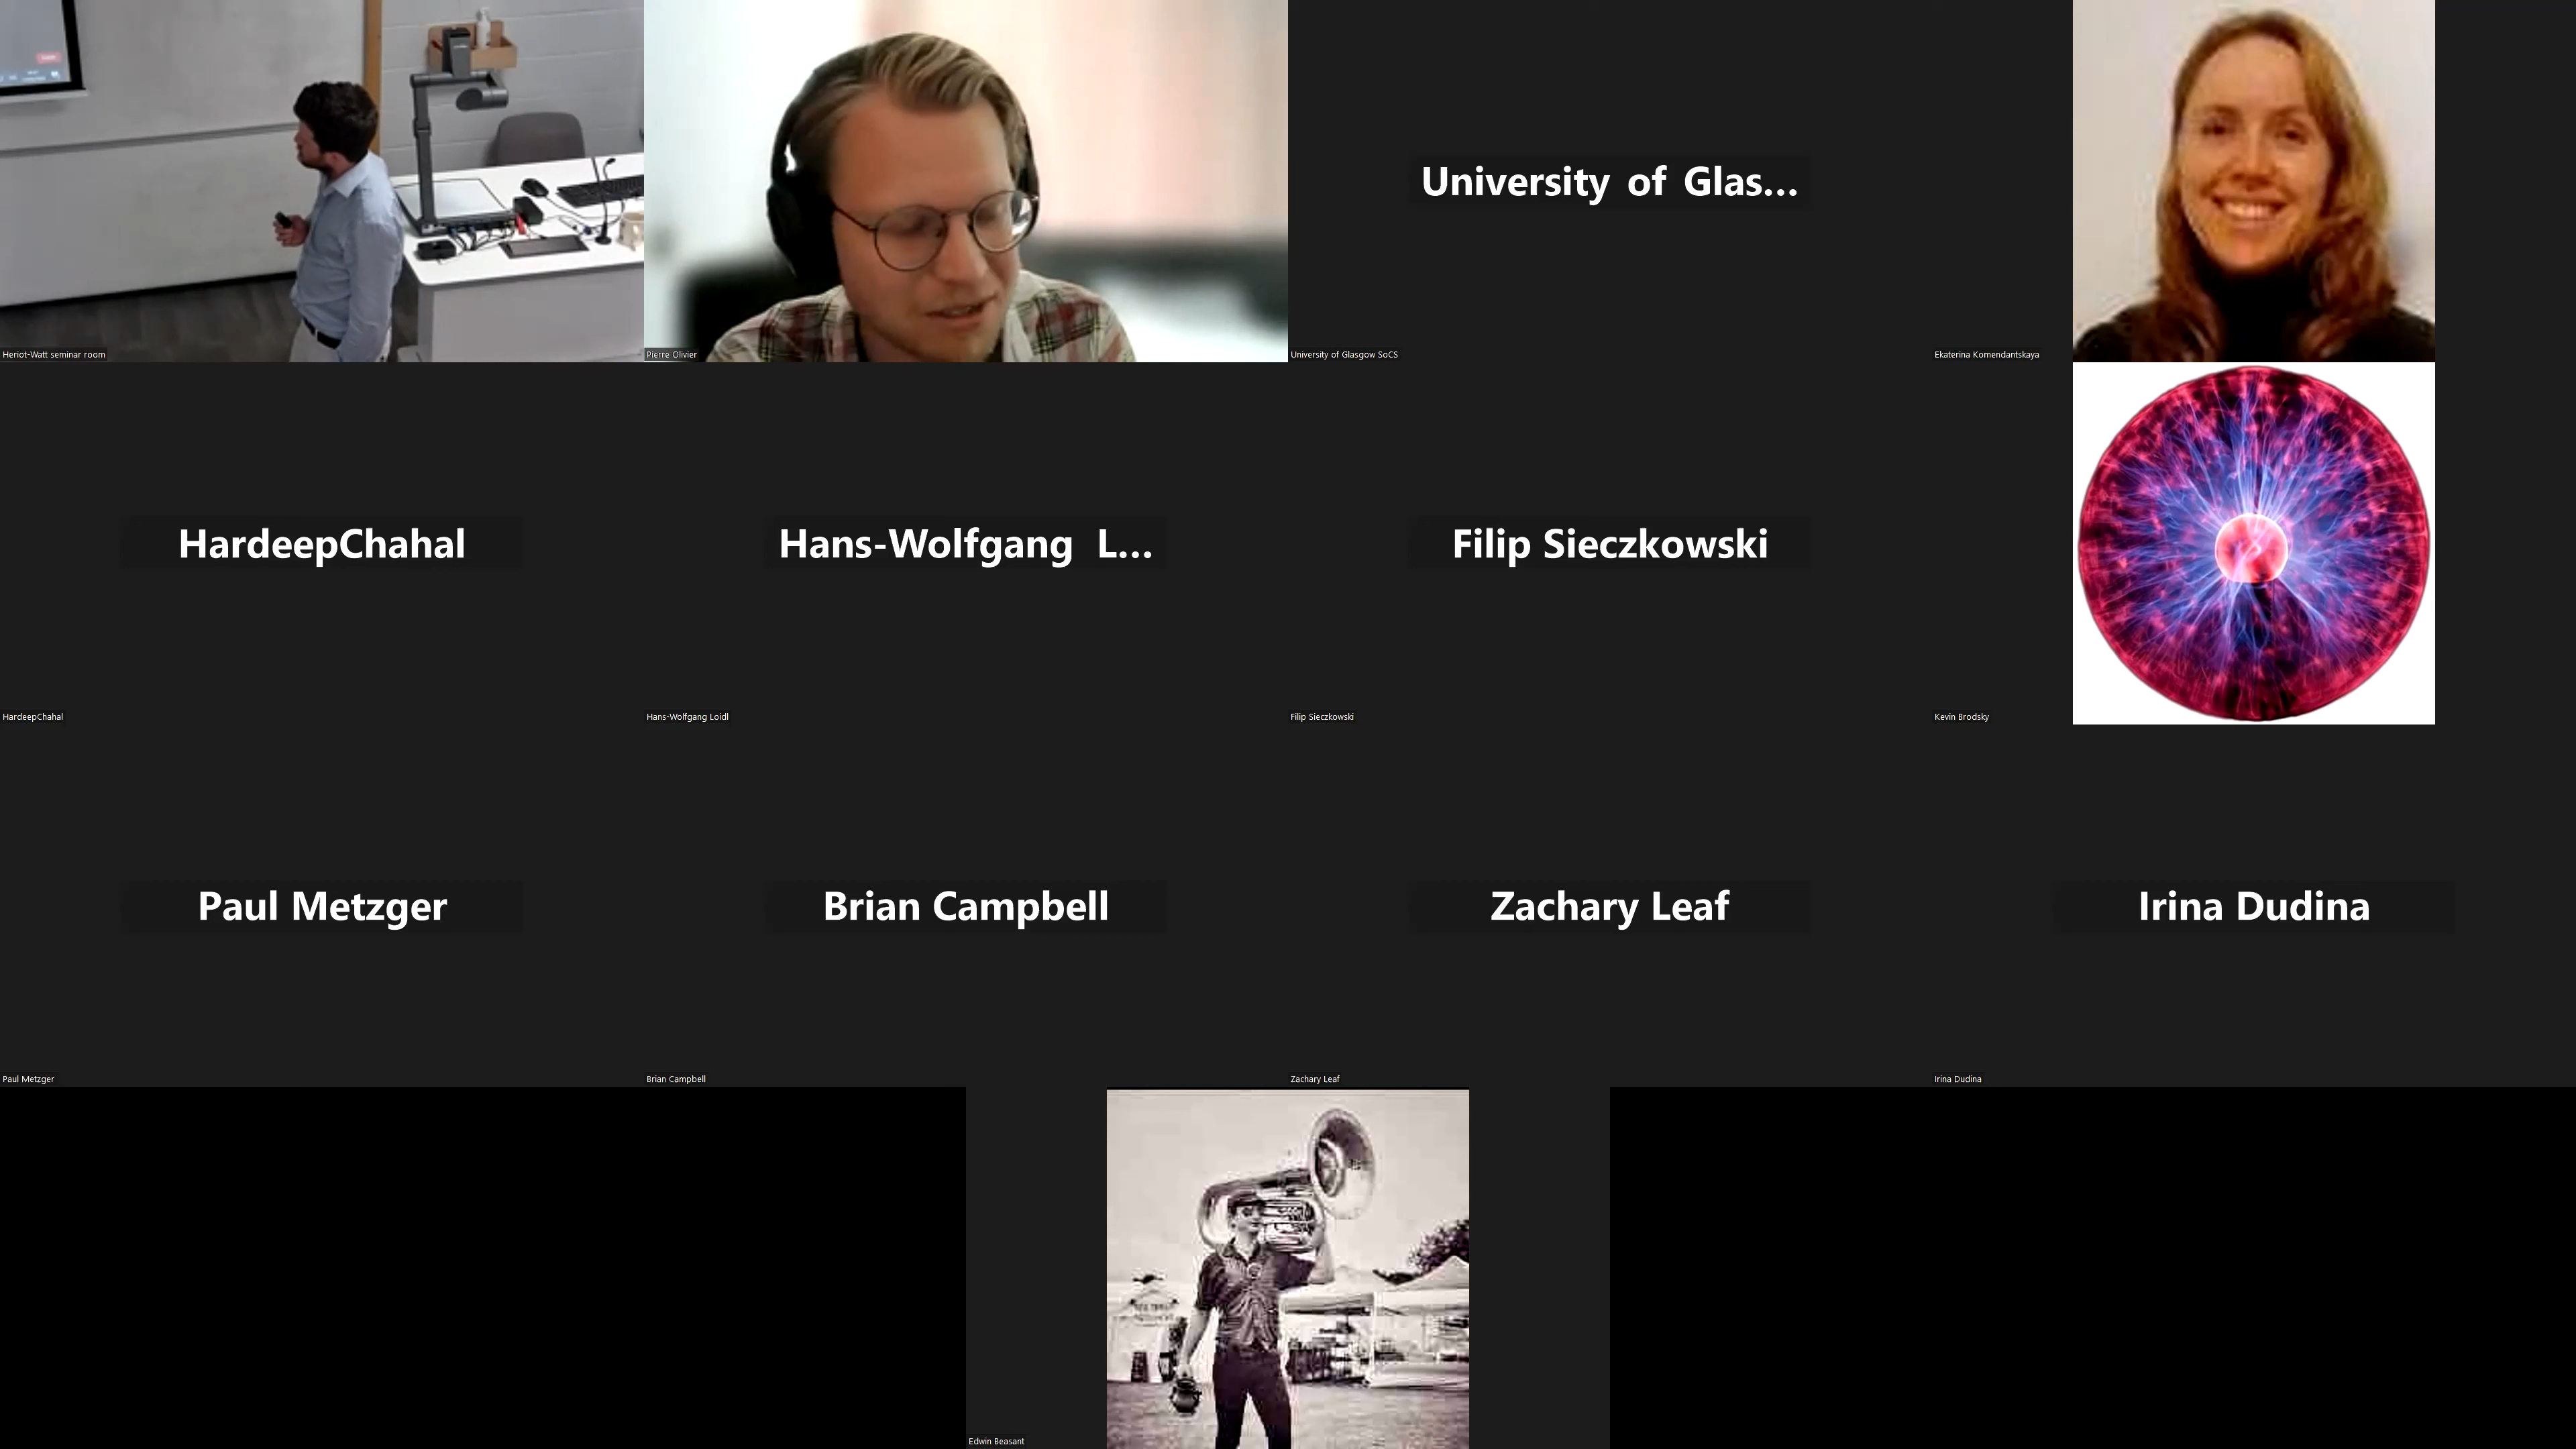 University of Glas...
Heriot-Watt seminar room
Pierre Olivier
University of Glasgow SoCS
Ekaterina Komendantskaya
HardeepChahal
Hans-Wolfgang L...
Filip Sieczkowski
HardeepChahal
Hans-Wolfgang Loidl
Filip Sieczkowski
Kevin Brodsky
Paul Metzger
Brian Campbell
Zachary Leaf
Irina Dudina
Paul Metzger
Brian Campbell
Zachary Leaf
Irina Dudina
Edwin Beasant